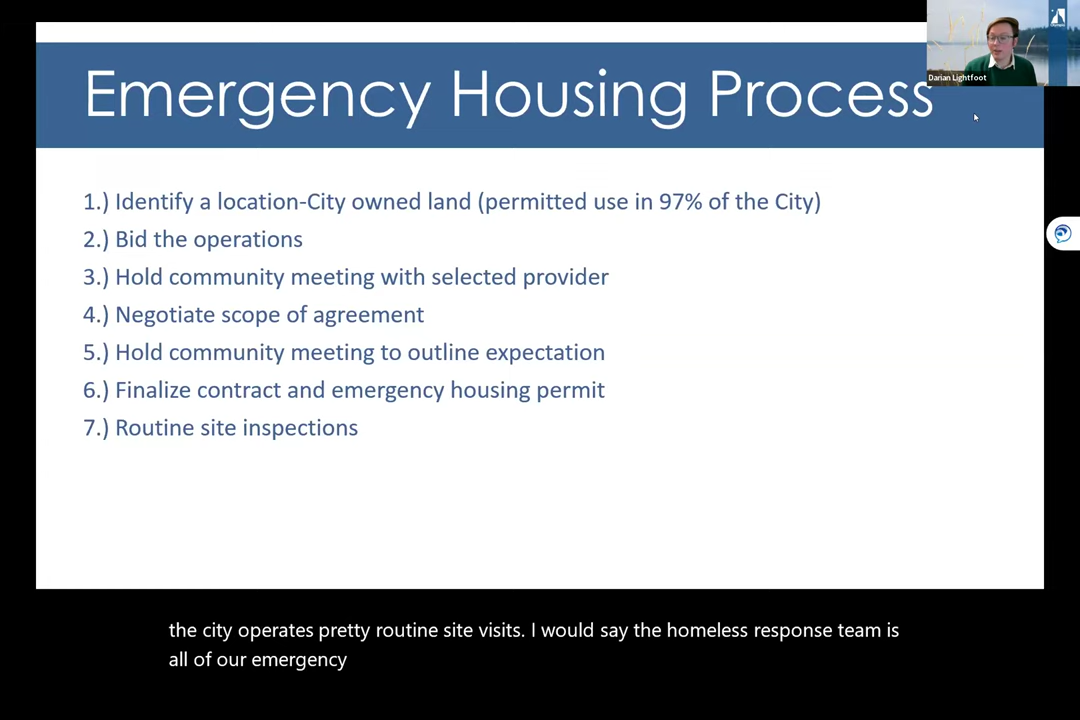 Emergency Housing Process
Darian Lightfoot
1.) Identify a location-City owned land (permitted use in 97% of the City)
2.) Bid the operations
3.) Hold community meeting with selected provider
4.) Negotiate scope of agreement
5.) Hold community meeting to outline expectation
6.) Finalize contract and emergency housing permit
7.) Routine site inspections
the city operates pretty routine site visits. I would say the homeless response team is
all of our emergency